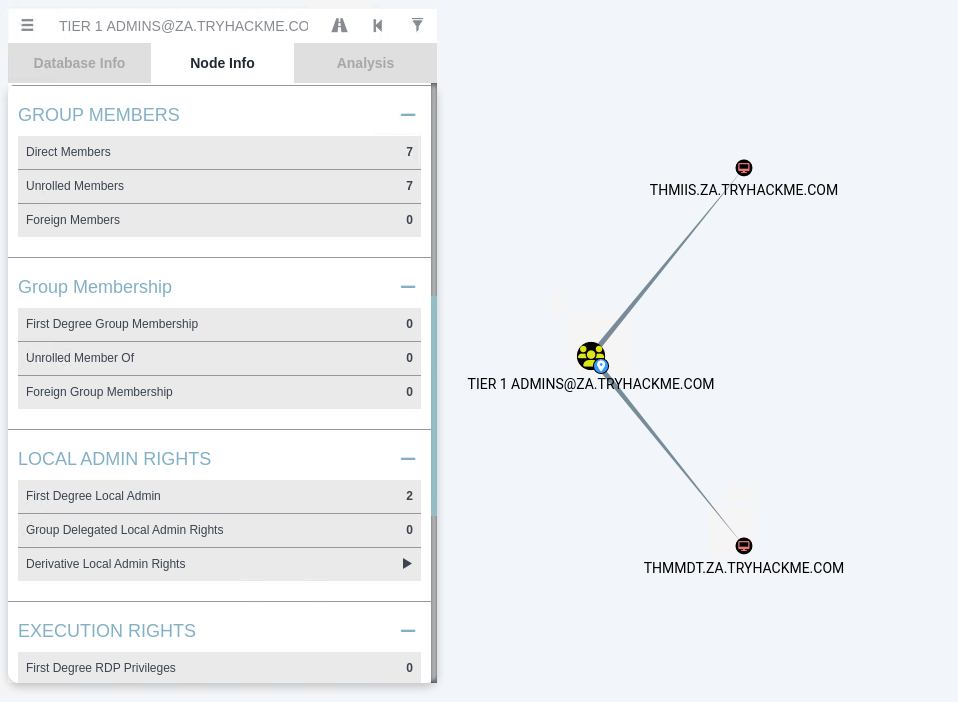 TIER 1 ADMINS@ZA.TRYHACKME.CO
Database Info
Node Info
Analysis
GROUP MEMBERS
Direct Members 7
Unrolled Members 7
Foreign Members 0
Group Membership
First Degree Group Membership 0
Unrolled Member Of 0
Foreign Group Membership 0
LOCAL ADMIN RIGHTS
First Degree Local Admin 2
Group Delegated Local Admin Rights 0
Derivative Local Admin Rights
EXECUTION RIGHTS
First Degree RDP Privileges 0
THMIIS.ZA.TRYHACKME.COM
TIER 1 ADMINS@ZA.TRYHACKME.COM
THMMDT.ZA.TRYHACKME.COM